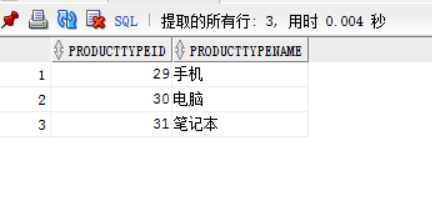 SQL | 提取的所有行: 3, 用时 0.004 秒
PRODUCTTYPEID PRODUCTTYPENAME
1 29 手机
2 30 电脑
3 31 笔记本